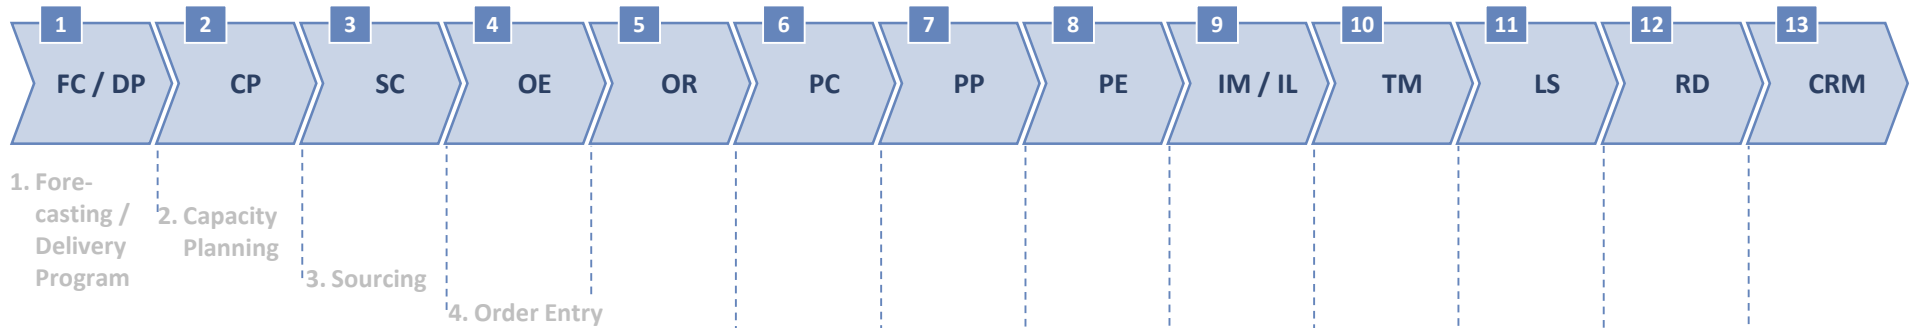 1 2 3 4 5 6 7 8 9 10 11 12 13
FC / DP CP SC OE OR PC PP PE IM / IL TM LS RD CRM
1. Fore-
casting /
Delivery
Program
2. Capacity
Planning
3. Sourcing
4. Order Entry